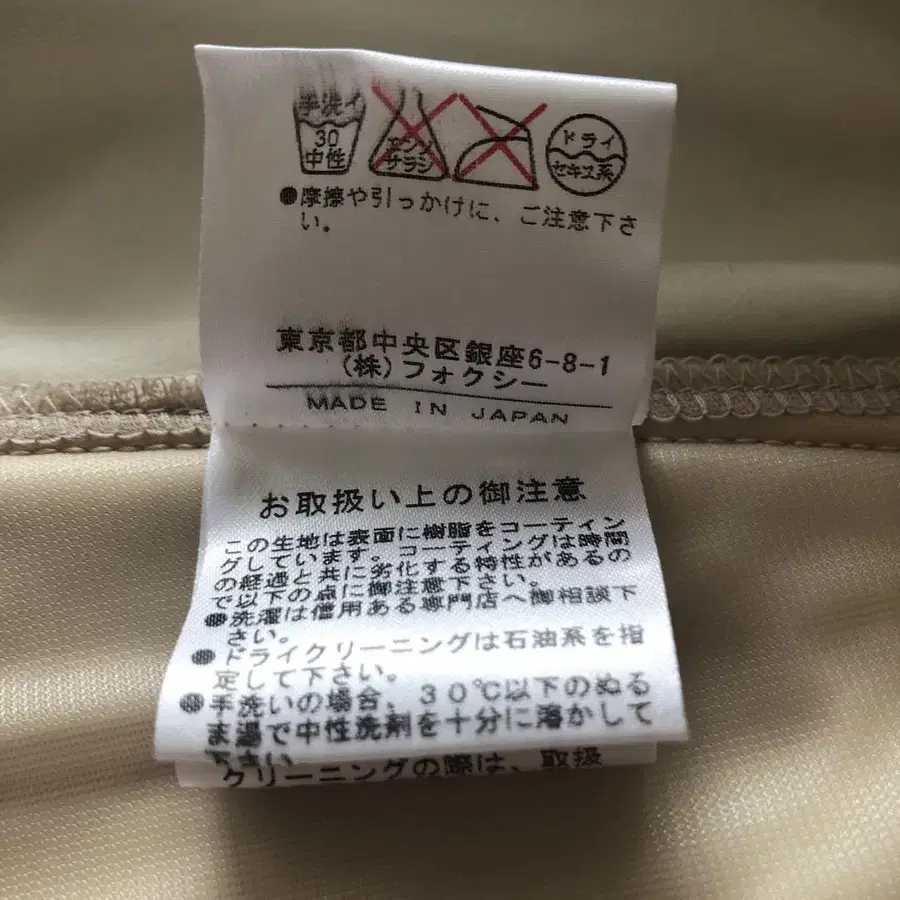 手洗イ
30
中性
エンソ
サラシ
ドライ
セキユ系
●摩擦や引っかけに、ご注意下さ
い。
東京都中央区銀座6-8-1
(株)フォクシー
MADE IN JAPAN
お取扱い上の御注意
この生地は表面に樹脂をコーティン
グしています。コーティングは時間
の経過と共に劣化する特性があるの
で以下の点に御注意下さい。
●洗濯は信用ある専門店へ御相談下
さい。
●ドライクリーニングは石油系を指
定して下さい。
●手洗いの場合、30℃以下のぬる
ま湯で中性洗剤を十分に溶かして
下さい
クリーニングの際は、取扱